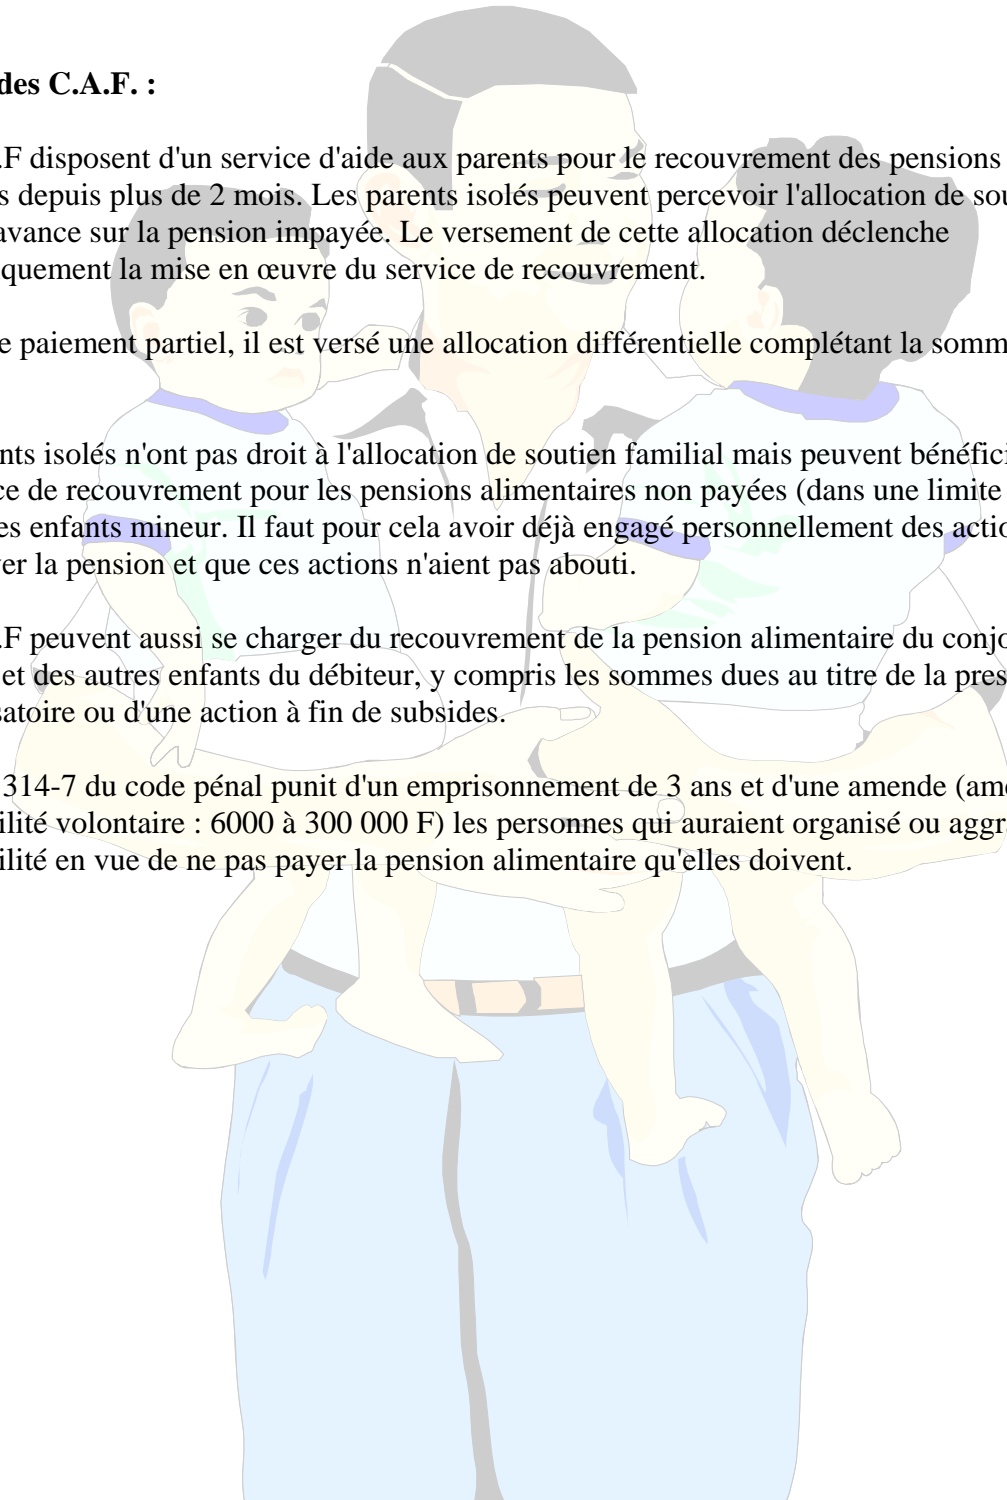 des C.A.F. :
.F disposent d'un service d'aide aux parents pour le recouvrement des pensions
s depuis plus de 2 mois. Les parents isolés peuvent percevoir l'allocation de sou
avance sur la pension impayée. Le versement de cette allocation déclenche
quement la mise en œuvre du service de recouvrement.
e paiement partiel, il est versé une allocation différentielle complétant la somm
nts isolés n'ont pas droit à l'allocation de soutien familial mais peuvent bénéfici
ce de recouvrement pour les pensions alimentaires non payées (dans une limite
es enfants mineur. Il faut pour cela avoir déjà engagé personnellement des actio
er la pension et que ces actions n'aient pas abouti.
.F peuvent aussi se charger du recouvrement de la pension alimentaire du conjo
et des autres enfants du débiteur, y compris les sommes dues au titre de la pres
satoire ou d'une action à fin de subsides.
314-7 du code pénal punit d'un emprisonnement de 3 ans et d'une amende (ame
ilité volontaire : 6000 à 300 000 F) les personnes qui auraient organisé ou aggra
ilité en vue de ne pas payer la pension alimentaire qu'elles doivent.